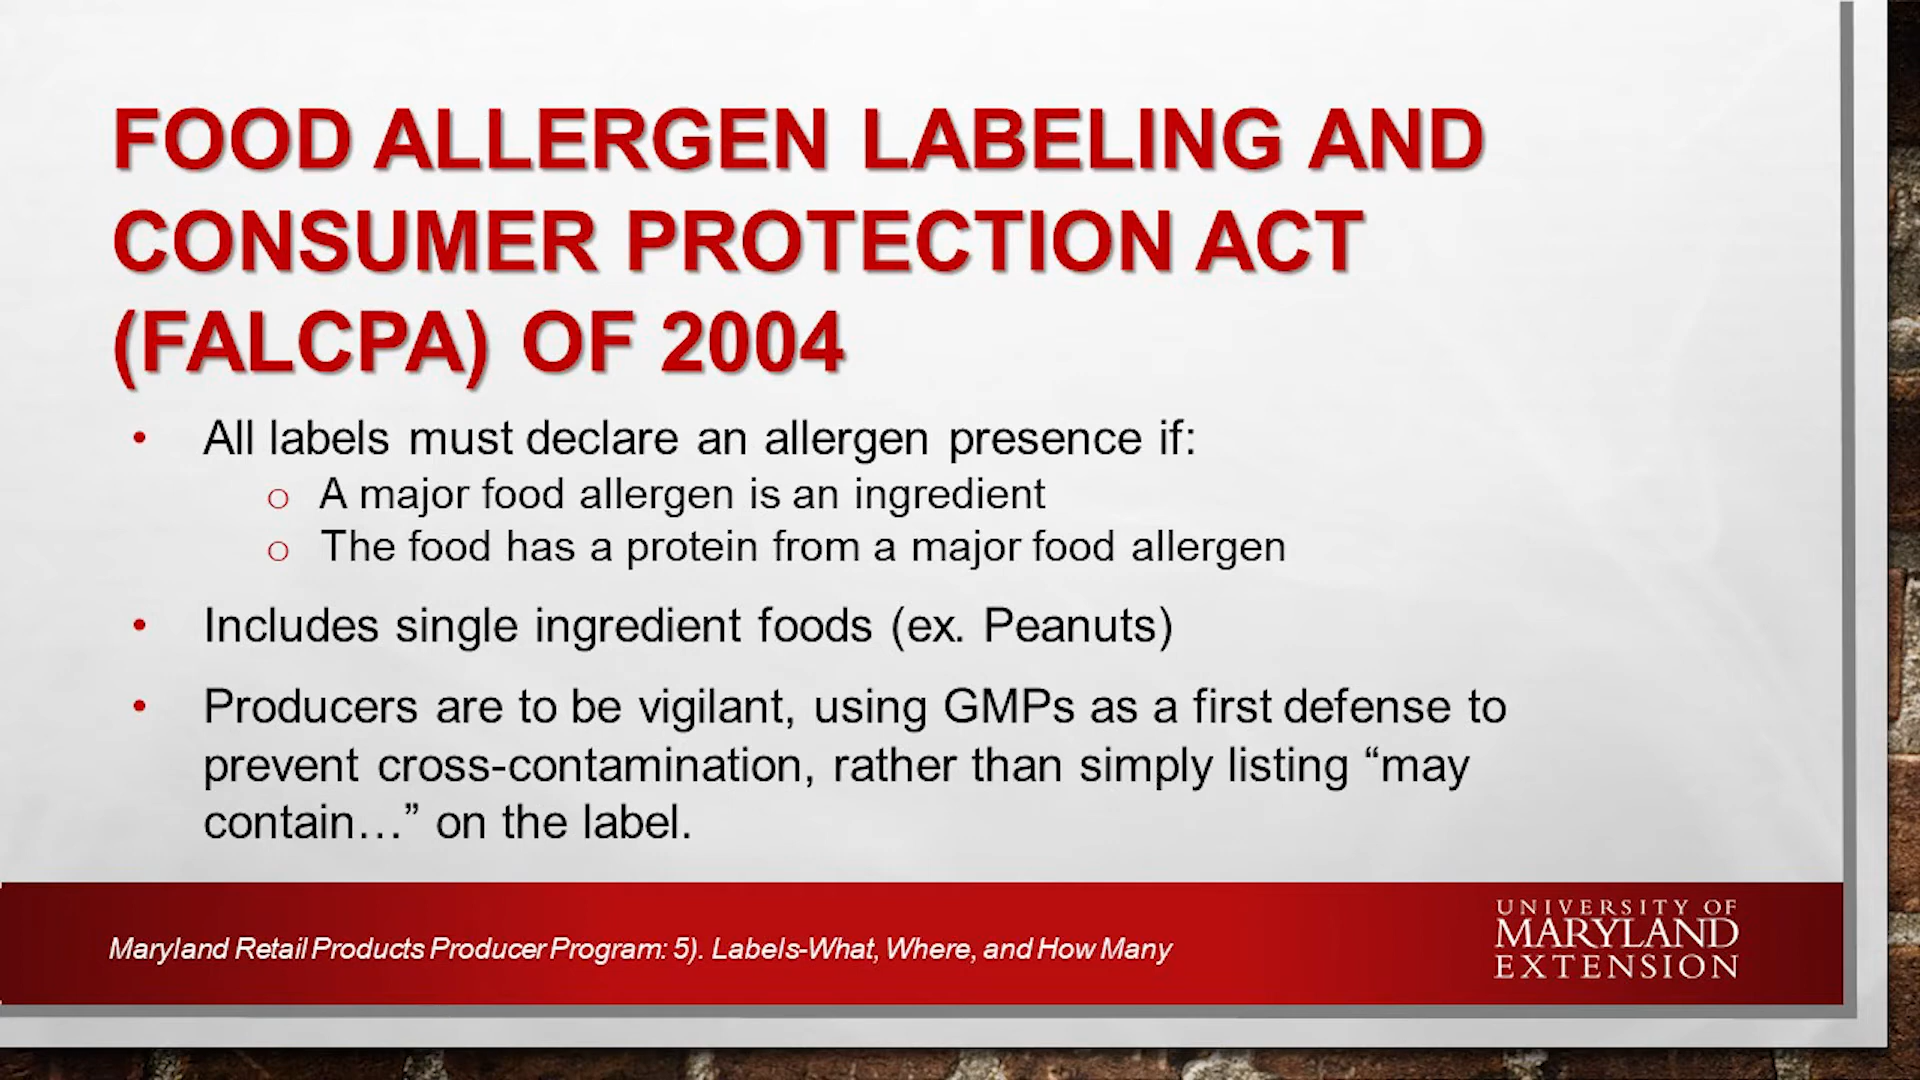 FOOD ALLERGEN LABELING AND
CONSUMER PROTECTION ACT
(FALCPA) OF 2004
• All labels must declare an allergen presence if:
o A major food allergen is an ingredient
o The food has a protein from a major food allergen
• Includes single ingredient foods (ex. Peanuts)
• Producers are to be vigilant, using GMPs as a first defense to
prevent cross-contamination, rather than simply listing “may
contain…” on the label.
Maryland Retail Products Producer Program: 5). Labels-What, Where, and How Many
UNIVERSITY OF
MARYLAND
EXTENSION